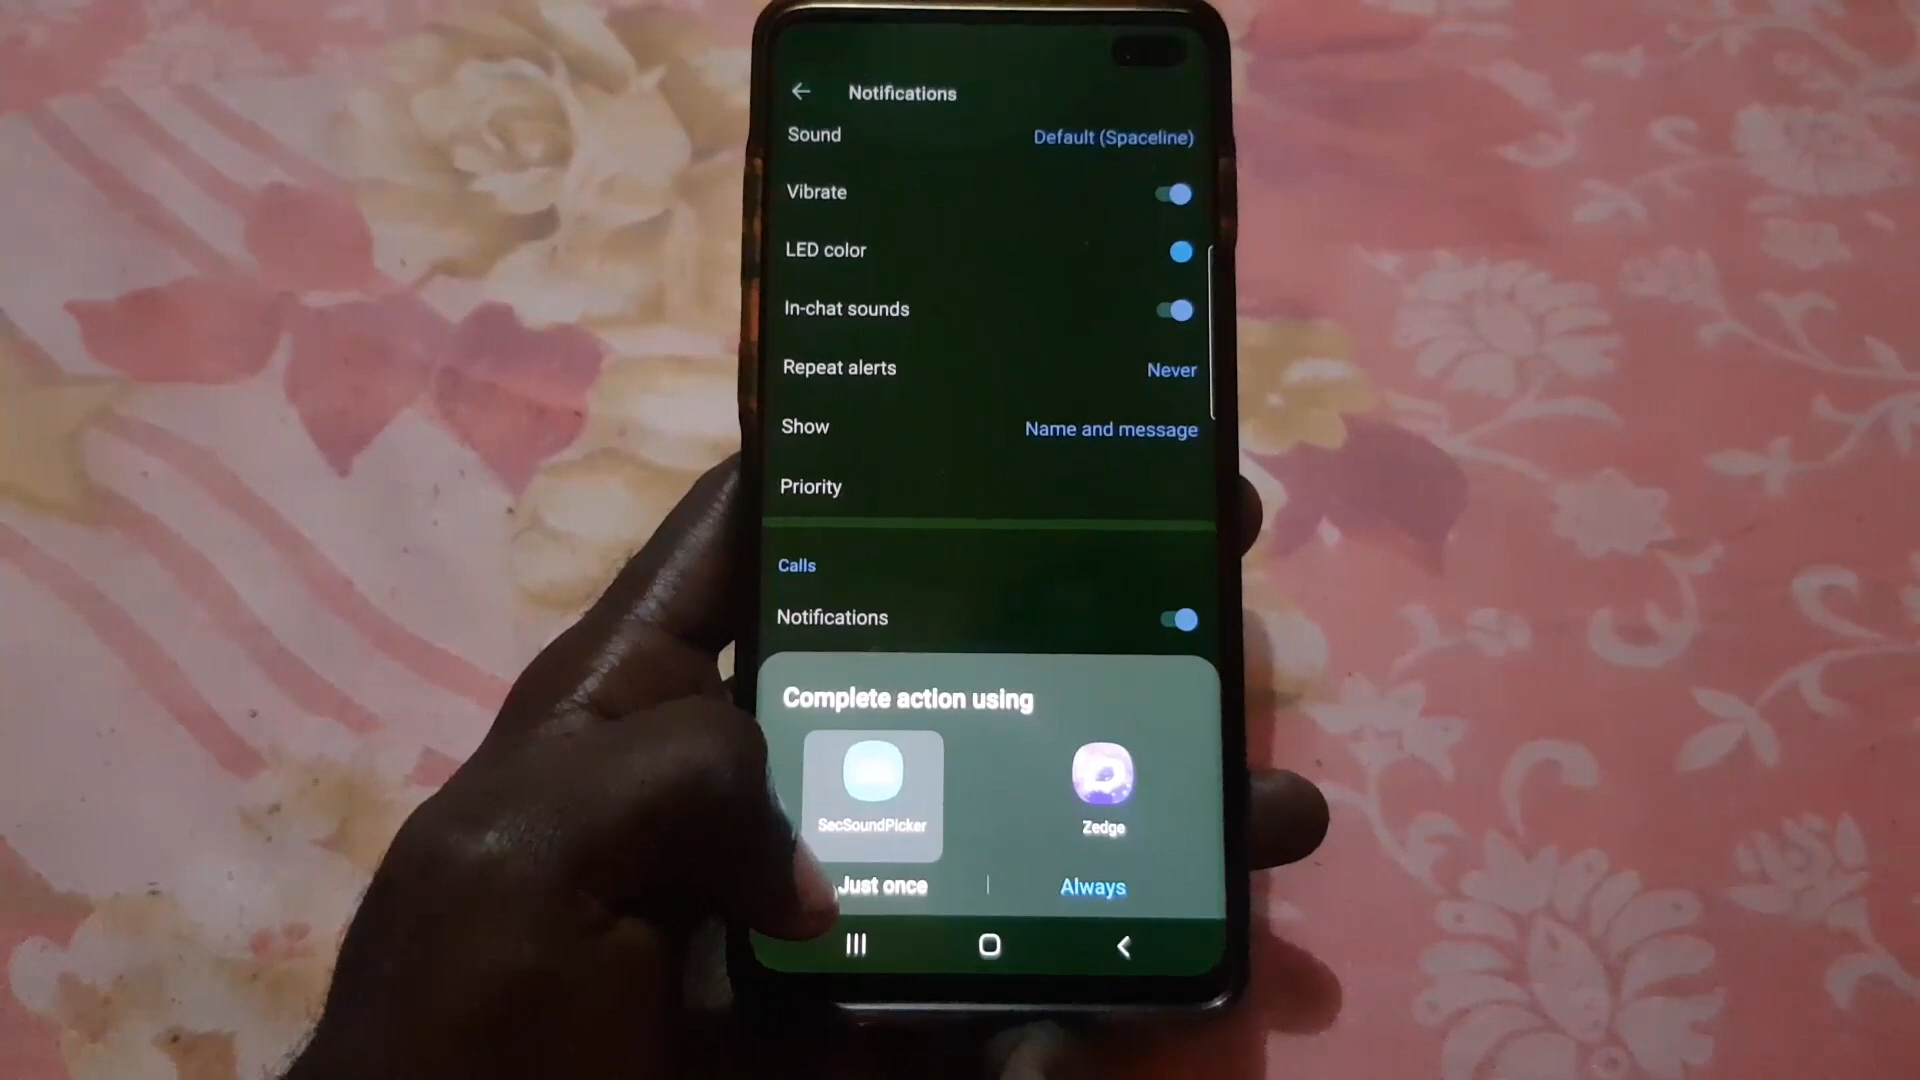 Notifications
Sound Default (Spaceline)
Vibrate
LED color
In-chat sounds
Repeat alerts Never
Show Name and message
Priority
Calls
Notifications
Complete action using
SecSoundPicker Zedge
Just once | Always